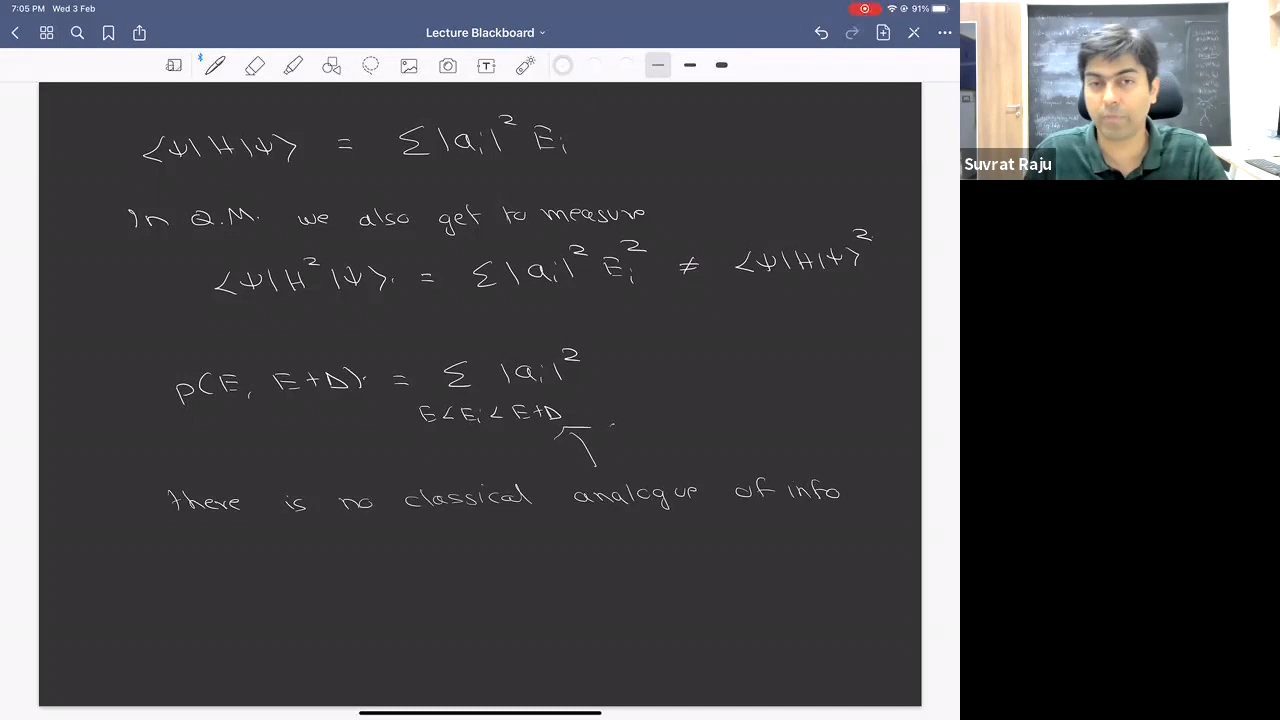 7:05 PM Wed 3 Feb
91%
Lecture Blackboard
⟨Ψ|H|Ψ⟩ = Σ|aᵢ|² Eᵢ
In Q.M. we also get to measure
⟨Ψ|H²|Ψ⟩ = Σ|aᵢ|² Eᵢ² ≠ ⟨Ψ|H|Ψ⟩²
p(E, E+Δ) = Σ |aᵢ|²
E < Eᵢ < E+Δ
there is no classical analogue of info
Suvrat Raju